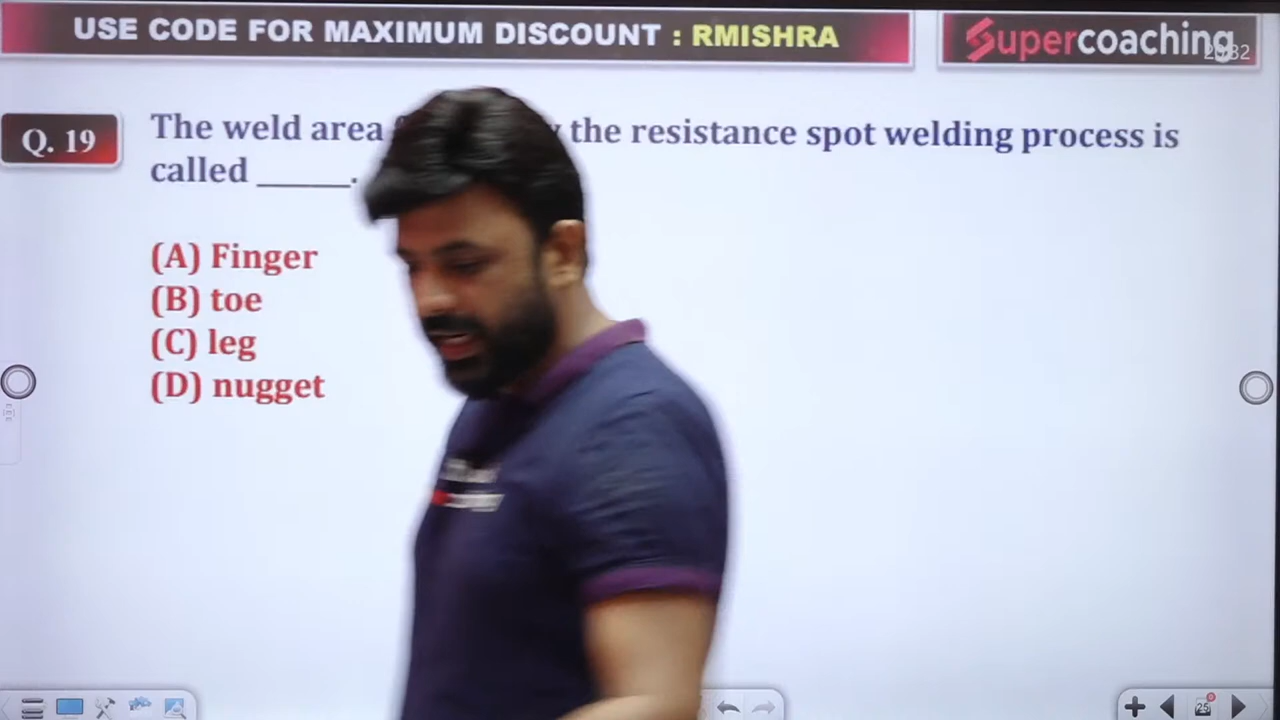 USE CODE FOR MAXIMUM DISCOUNT : RMISHRA
Supercoaching
Q. 19
The weld area the resistance spot welding process is
called ______.
(A) Finger
(B) toe
(C) leg
(D) nugget
25